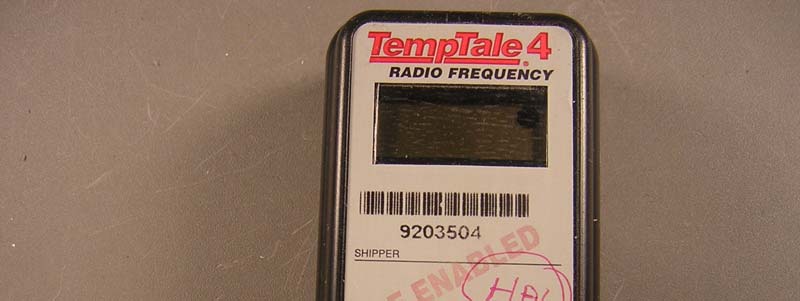 TempTale 4®
RADIO FREQUENCY
9203504
SHIPPER
ENABLED